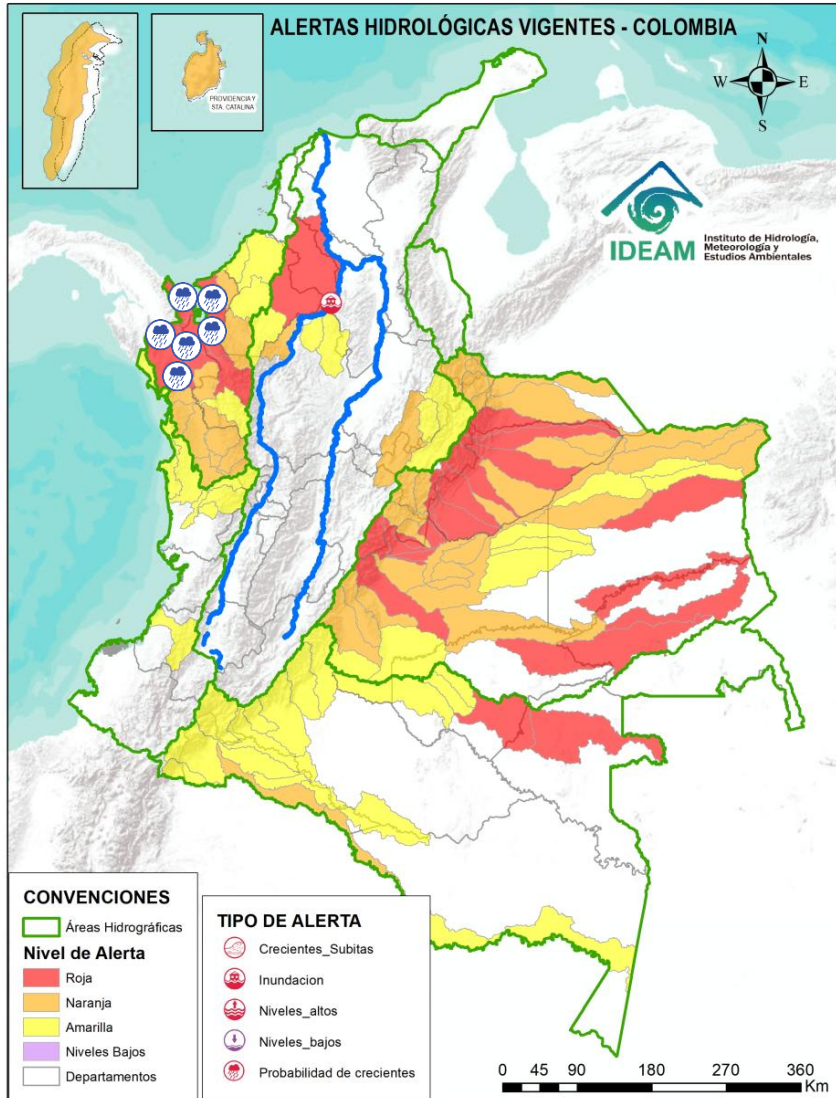 ALERTAS HIDROLÓGICAS VIGENTES - COLOMBIA
PROVIDENCIA Y
STA. CATALINA
N
W
E
S
IDEAM
Instituto de Hidrología,
Meteorología y
Estudios Ambientales
CONVENCIONES
Áreas Hidrográficas
Nivel de Alerta
Roja
Naranja
Amarilla
Niveles Bajos
Departamentos
TIPO DE ALERTA
Crecientes_Subitas
Inundacion
Niveles_altos
Niveles_bajos
Probabilidad de crecientes
0 45 90 180 270 360
Km